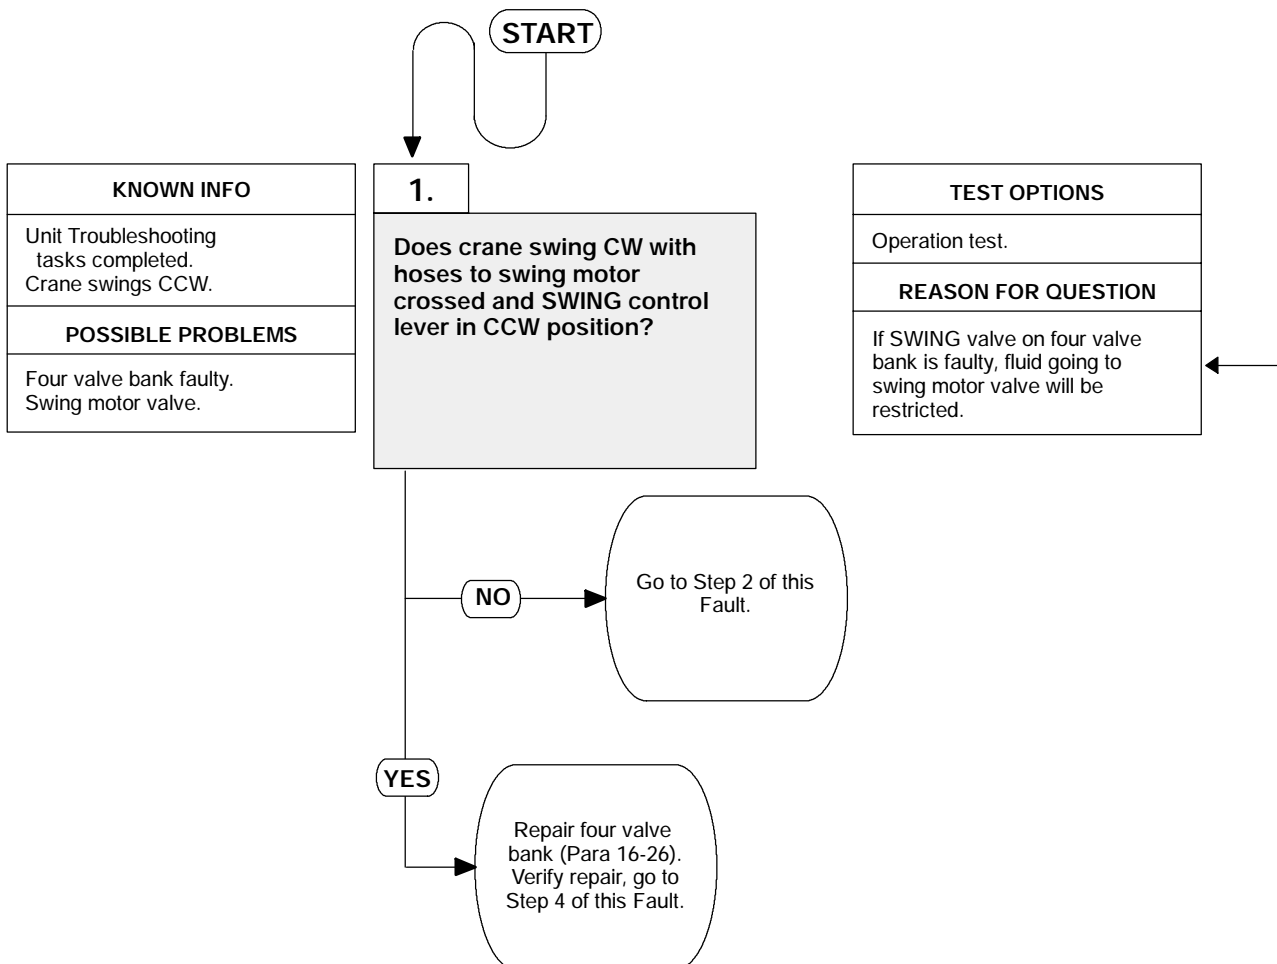 START
KNOWN INFO
Unit Troubleshooting
tasks completed.
Crane swings CCW.
POSSIBLE PROBLEMS
Four valve bank faulty.
Swing motor valve.
1.
Does crane swing CW with
hoses to swing motor
crossed and SWING control
lever in CCW position?
TEST OPTIONS
Operation test.
REASON FOR QUESTION
If SWING valve on four valve
bank is faulty, fluid going to
swing motor valve will be
restricted.
NO
Go to Step 2 of this
Fault.
YES
Repair four valve
bank (Para 16-26).
Verify repair, go to
Step 4 of this Fault.